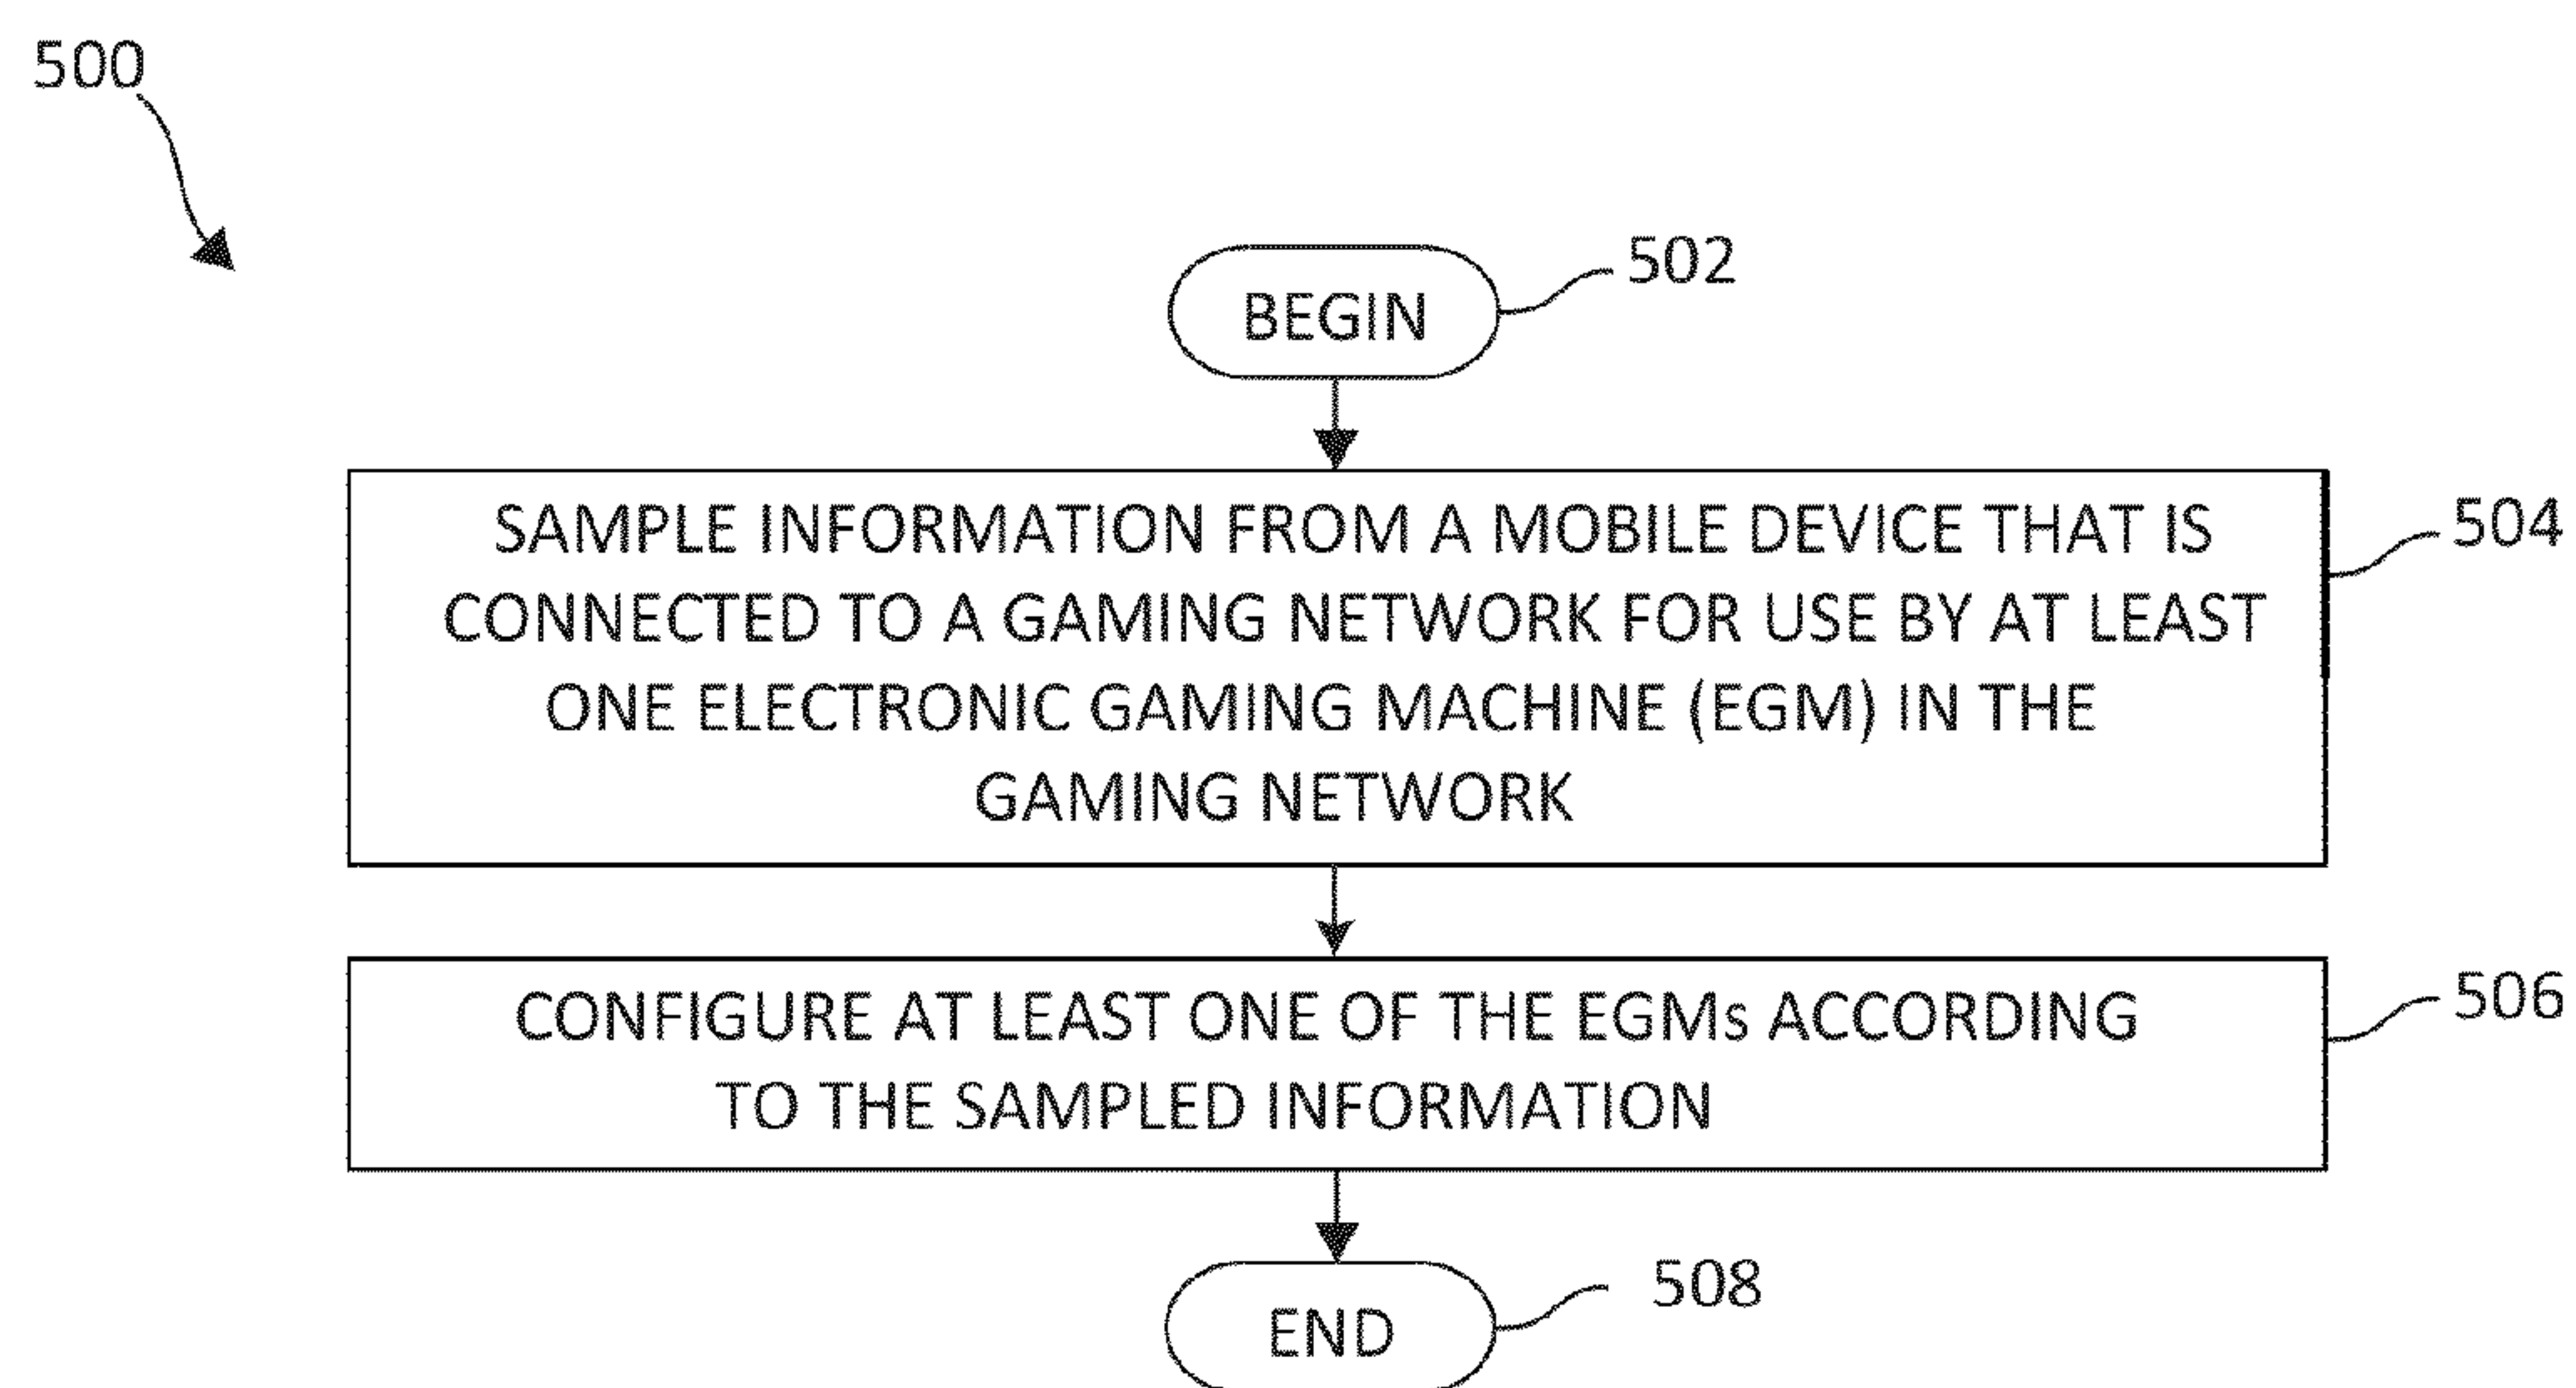 500
BEGIN
502
SAMPLE INFORMATION FROM A MOBILE DEVICE THAT IS
CONNECTED TO A GAMING NETWORK FOR USE BY AT LEAST
ONE ELECTRONIC GAMING MACHINE (EGM) IN THE
GAMING NETWORK
504
CONFIGURE AT LEAST ONE OF THE EGMs ACCORDING
TO THE SAMPLED INFORMATION
506
END
508